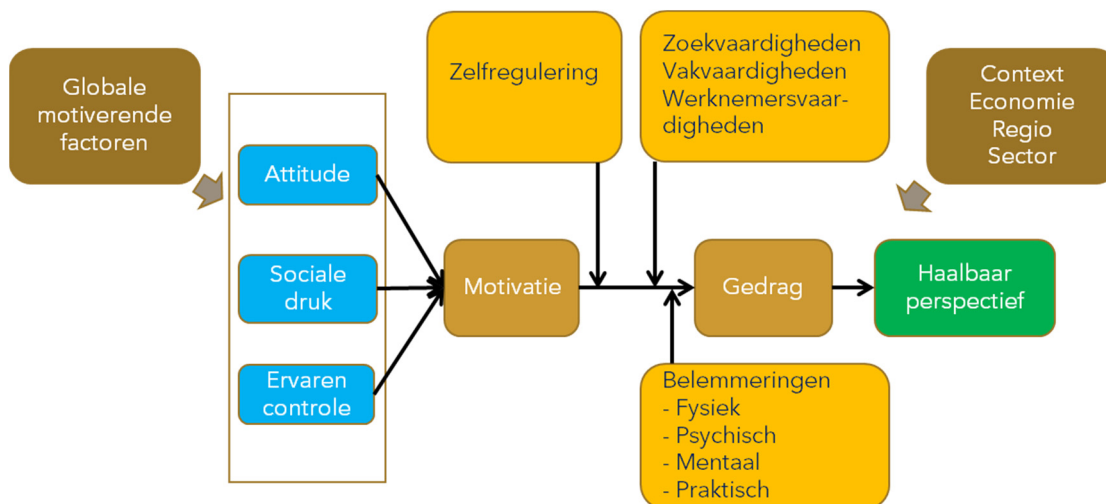 Globale
motiverende
factoren
Zelfregulering
Zoekvaardigheden
Vakvaardigheden
Werknemersvaar-
digheden
Context
Economie
Regio
Sector
Attitude
Sociale
druk
Ervaren
controle
Motivatie
Gedrag
Haalbaar
perspectief
Belemmeringen
- Fysiek
- Psychisch
- Mentaal
- Praktisch